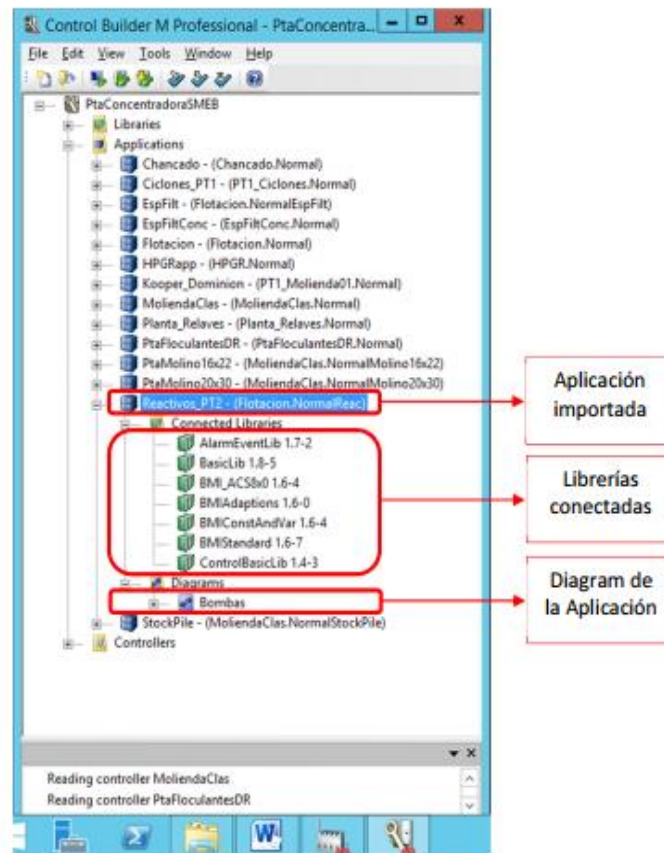 Control Builder M Professional - PtaConcentra...
File Edit View Tools Window Help
PtaConcentradoraSMEB
Libraries
Applications
Chancado - (Chancado.Normal)
Ciclones_PT1 - (PT1_Ciclones.Normal)
EspFilt - (Flotacion.NormalEspFilt)
EspFiltConc - (EspFiltConc.Normal)
Flotacion - (Flotacion.Normal)
HPGRapp - (HPGR.Normal)
Kooper_Dominion - (PT1_Molienda01.Normal)
MoliendaClas - (MoliendaClas.Normal)
Planta_Relaves - (Planta_Relaves.Normal)
PtaFloculantesDR - (PtaFloculantesDR.Normal)
PtaMolino16x22 - (MoliendaClas.NormalMolino16x22)
PtaMolino20x30 - (MoliendaClas.NormalMolino20x30)
Reactivos_PT2 - (Flotacion.NormalReac)
Connected Libraries
AlarmEventLib 1.7-2
BasicLib 1.8-5
BMI_ACS8x0 1.6-4
BMIAdaptions 1.6-0
BMIConstAndVar 1.6-4
BMIStandard 1.6-7
ControlBasicLib 1.4-3
Diagrams
Bombas
StockPile - (MoliendaClas.NormalStockPile)
Controllers
Reading controller MoliendaClas
Reading controller PtaFloculantesDR
Aplicación
importada
Librerías
conectadas
Diagram de
la Aplicación